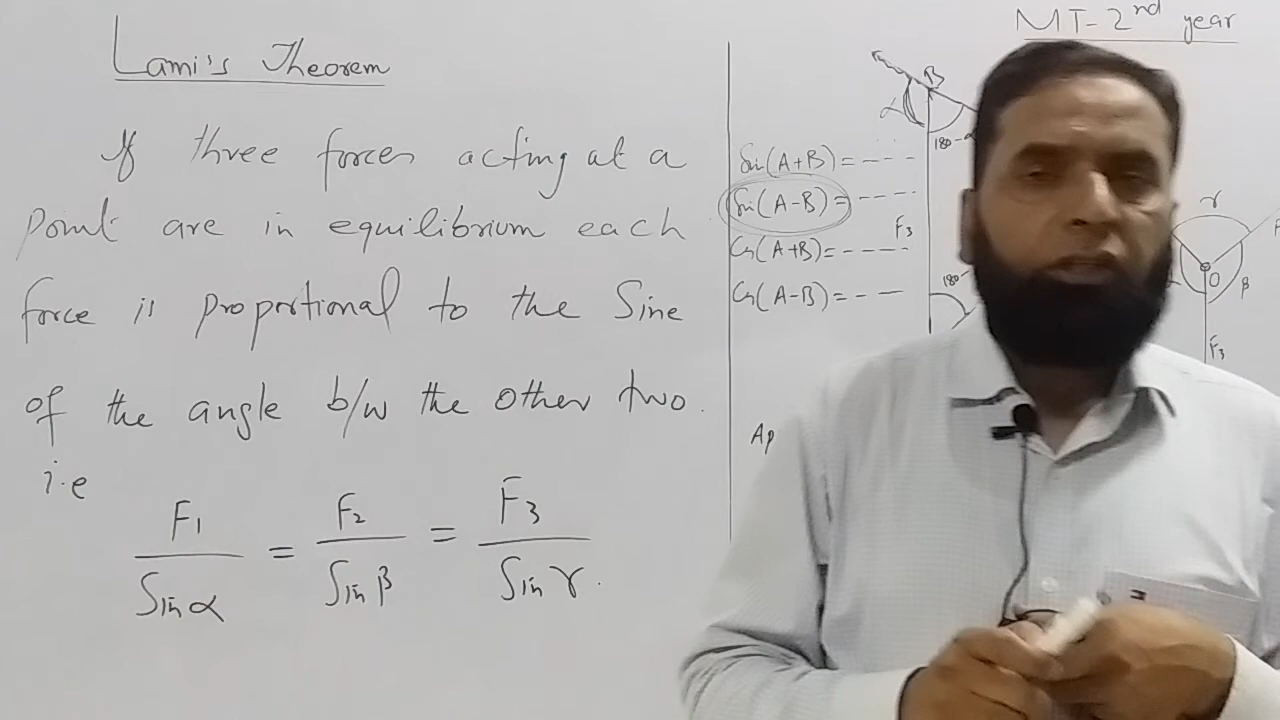 Lami's Theorem
If three forces acting at a
point are in equilibrium each
force is proportional to the Sine
of the angle b/w the other two.
i.e
F1/Sin α = F2/Sin β = F3/Sin γ.
MT-2nd year
B
α
180-α
Sin(A+B)= ---
Sin(A-B)= ---
F3
Cos(A+B)= ----
Cos(A-B)= --
180-
Ap
γ
F
O
β
F3